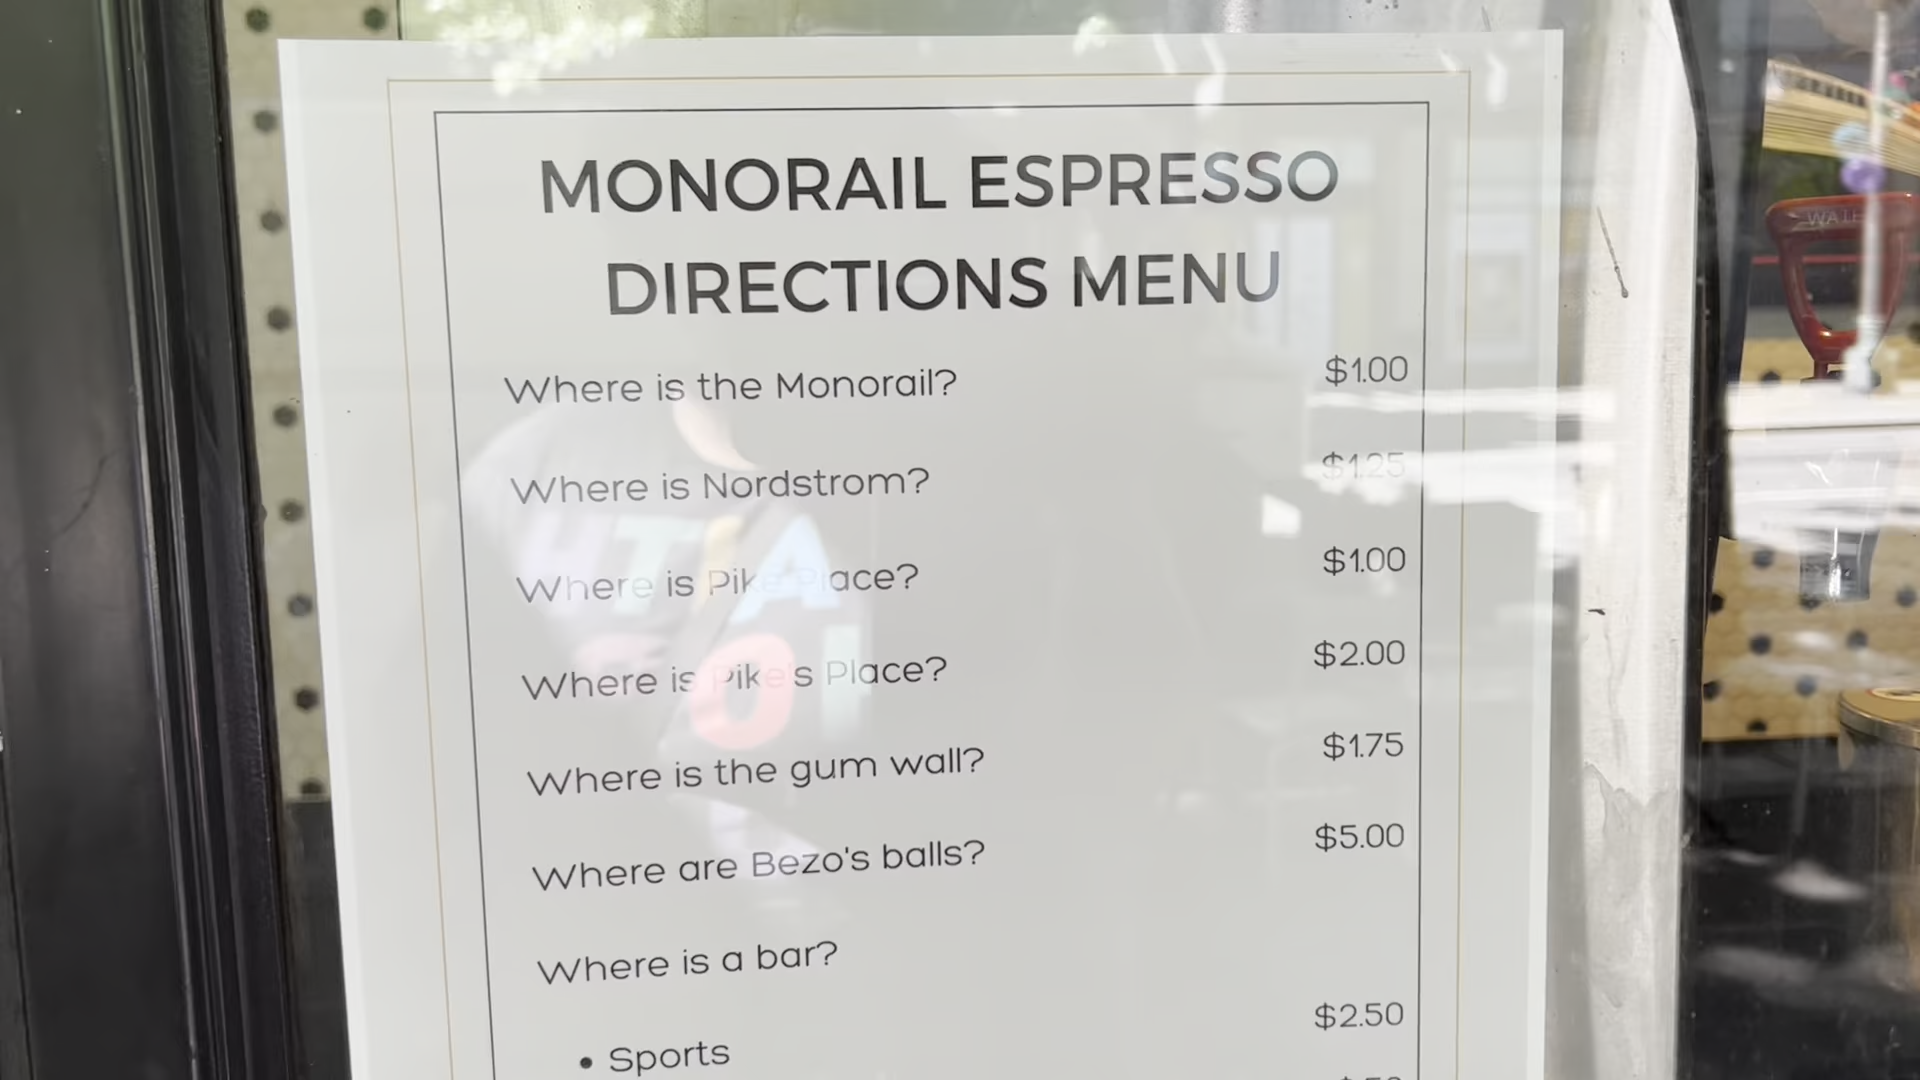 MONORAIL ESPRESSO
DIRECTIONS MENU
Where is the Monorail? $1.00
Where is Nordstrom? $1.25
Where is Pike Place? $1.00
Where is Pike's Place? $2.00
Where is the gum wall? $1.75
Where are Bezo's balls? $5.00
Where is a bar?
• Sports $2.50